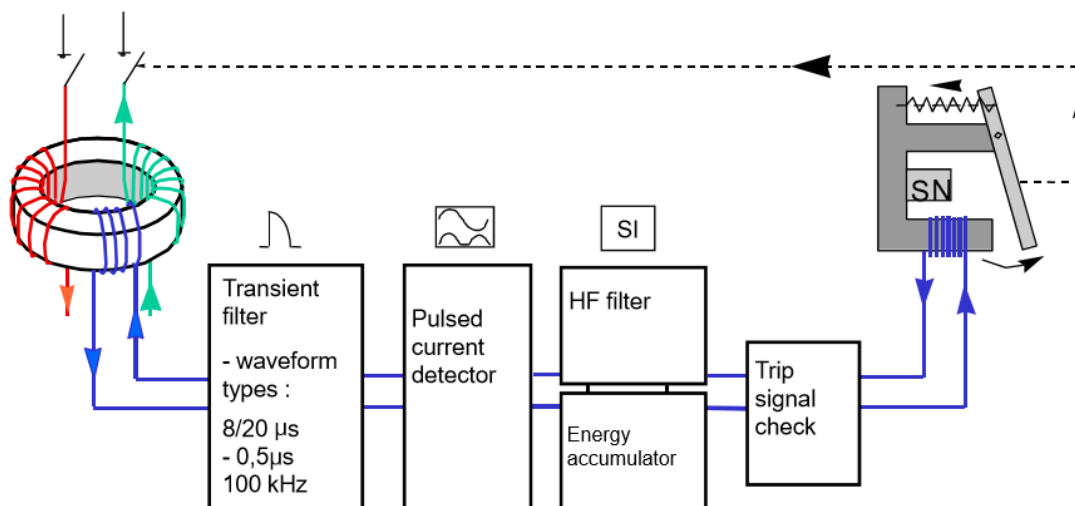 SI
SN
Transient
filter
- waveform
types :
8/20 µs
- 0,5µs
100 kHz
Pulsed
current
detector
HF filter
Energy
accumulator
Trip
signal
check